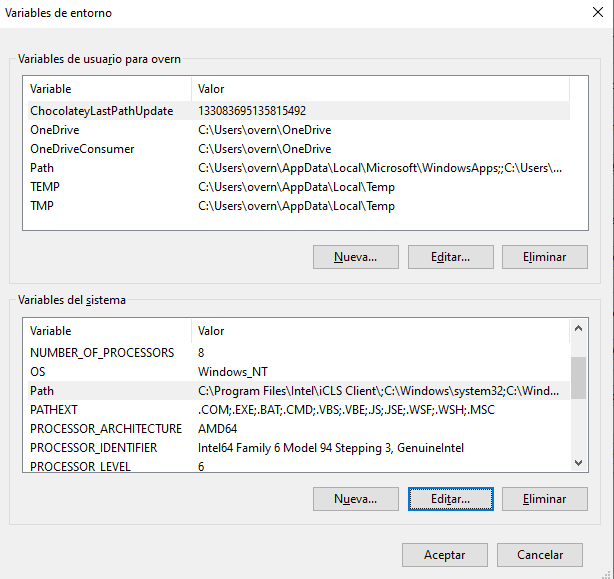 Variables de entorno
Variables de usuario para overn
Variable Valor
ChocolateyLastPathUpdate 133083695135815492
OneDrive C:\Users\overn\OneDrive
OneDriveConsumer C:\Users\overn\OneDrive
Path C:\Users\overn\AppData\Local\Microsoft\WindowsApps;;C:\Users\...
TEMP C:\Users\overn\AppData\Local\Temp
TMP C:\Users\overn\AppData\Local\Temp
Nueva... Editar... Eliminar
Variables del sistema
Variable Valor
NUMBER_OF_PROCESSORS 8
OS Windows_NT
Path C:\Program Files\Intel\iCLS Client\;C:\Windows\system32;C:\Wind...
PATHEXT .COM;.EXE;.BAT;.CMD;.VBS;.VBE;.JS;.JSE;.WSF;.WSH;.MSC
PROCESSOR_ARCHITECTURE AMD64
PROCESSOR_IDENTIFIER Intel64 Family 6 Model 94 Stepping 3, GenuineIntel
PROCESSOR_LEVEL 6
Nueva... Editar... Eliminar
Aceptar Cancelar